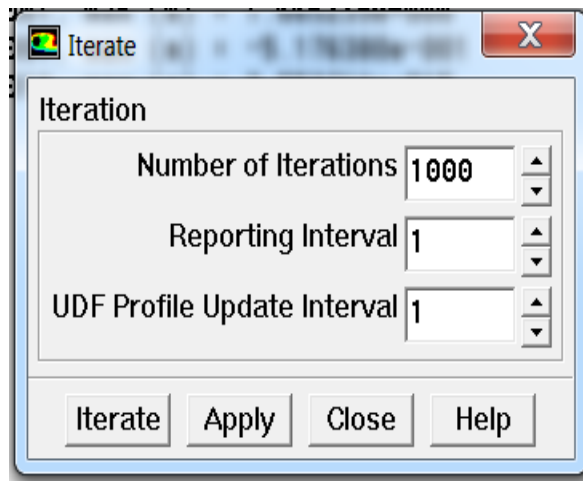 Iterate
Iteration
Number of Iterations 1000
Reporting Interval 1
UDF Profile Update Interval 1
Iterate Apply Close Help